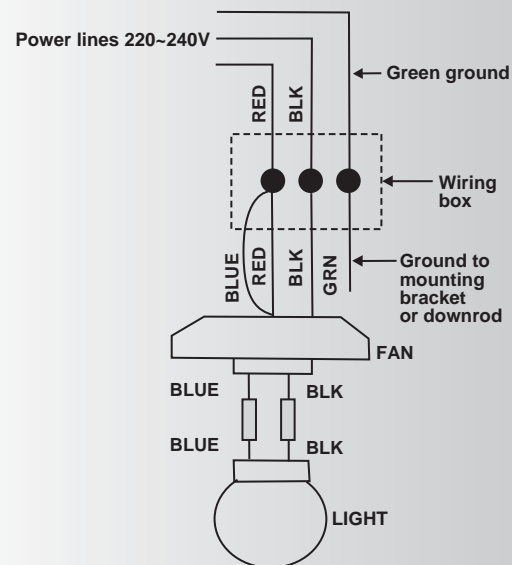 Power lines 220~240V
Green ground
RED
BLK
Wiring
box
BLUE
RED
BLK
GRN
Ground to
mounting
bracket
or downrod
FAN
BLUE
BLK
BLUE
BLK
LIGHT